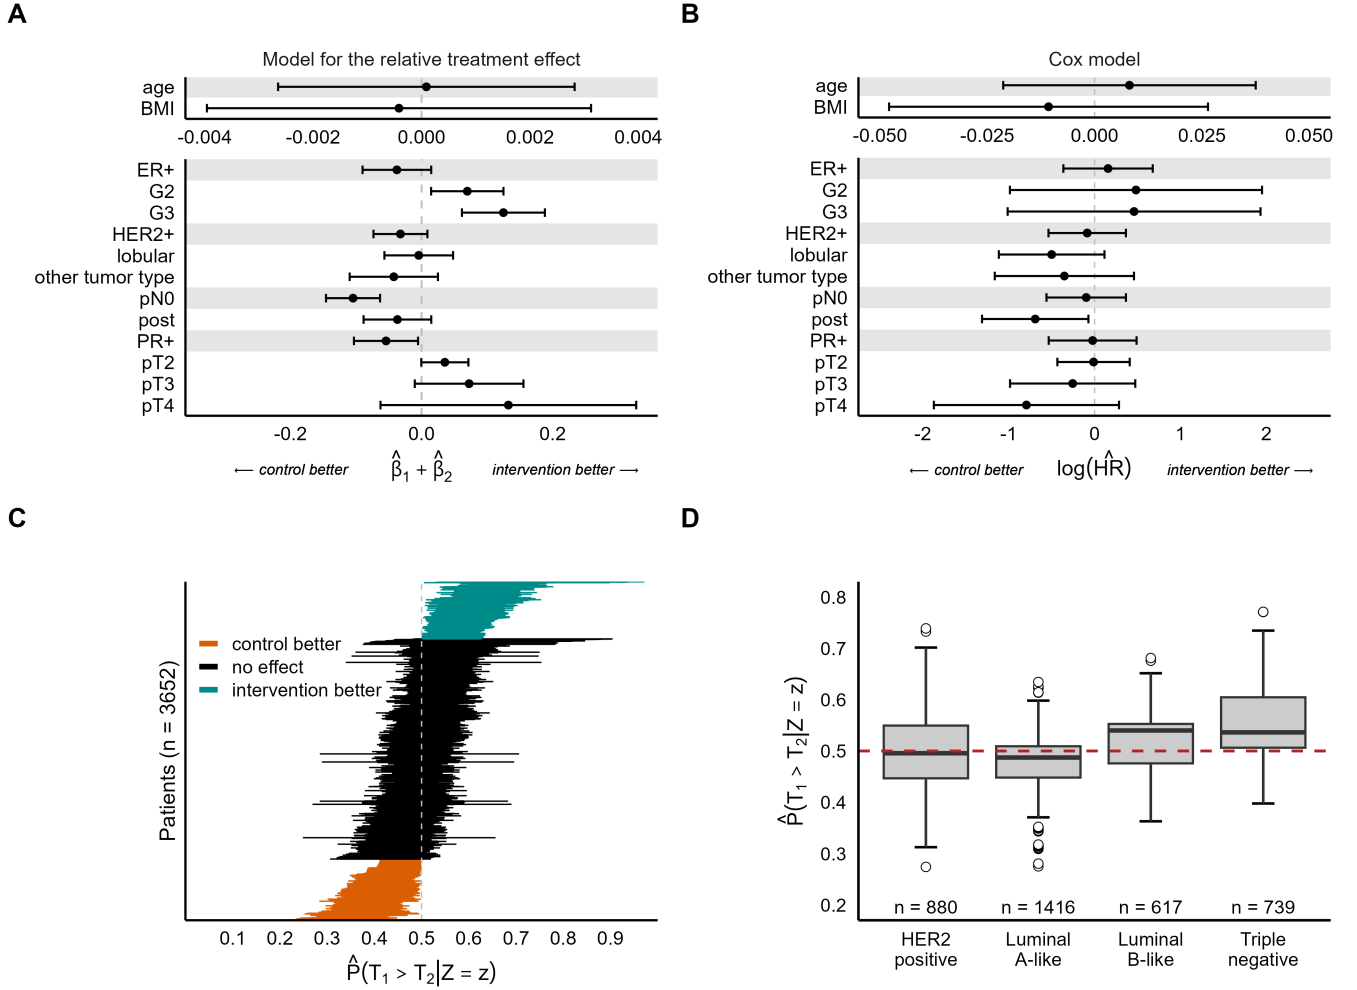 A
Model for the relative treatment effect
age
BMI
-0.004 -0.002 0.000 0.002 0.004
ER+
G2
G3
HER2+
lobular
other tumor type
pN0
post
PR+
pT2
pT3
pT4
-0.2 0.0 0.2
⟵ control better β̂₁ + β̂₂ intervention better ⟶
B
Cox model
age
BMI
-0.050 -0.025 0.000 0.025 0.050
ER+
G2
G3
HER2+
lobular
other tumor type
pN0
post
PR+
pT2
pT3
pT4
-2 -1 0 1 2
⟵ control better log(HR̂) intervention better ⟶
C
Patients (n = 3652)
control better
no effect
intervention better
0.1 0.2 0.3 0.4 0.5 0.6 0.7 0.8 0.9
P̂(T₁ > T₂|Z = z)
D
P̂(T₁ > T₂|Z = z)
0.8
0.7
0.6
0.5
0.4
0.3
0.2
n = 880 n = 1416 n = 617 n = 739
HER2 Luminal Luminal Triple
positive A-like B-like negative